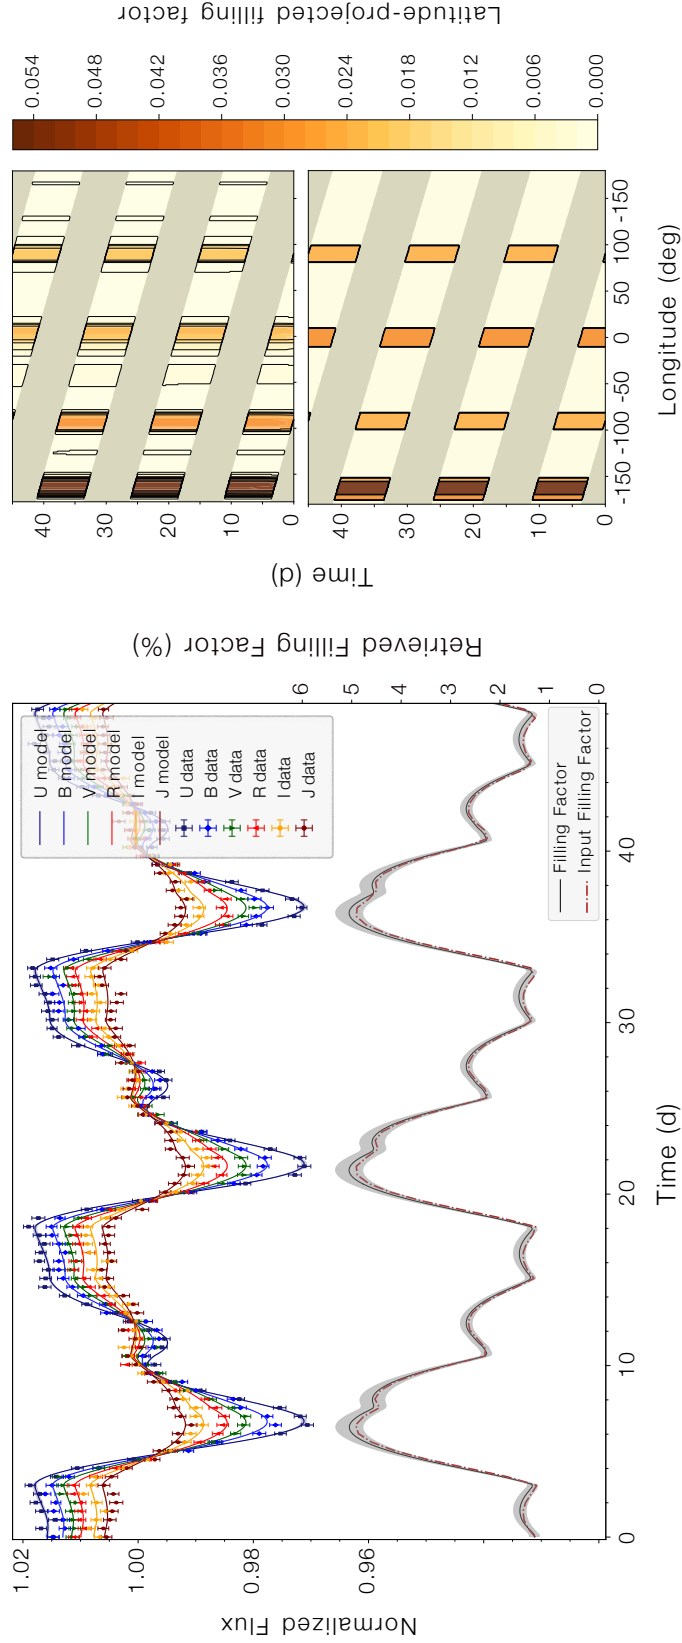 Normalized Flux
1.02
1.00
0.98
0.96
Retrieved Filling Factor (%)
6
5
4
3
2
1
0
Time (d)
0
10
20
30
40
U model
B model
V model
R model
I model
J model
U data
B data
V data
R data
I data
J data
Filling Factor
Input Filling Factor
Time (d)
40
30
20
10
0
40
30
20
10
0
Longitude (deg)
-150
-100
-50
0
50
100
-150
Latitude-projected filling factor
0.054
0.048
0.042
0.036
0.030
0.024
0.018
0.012
0.006
0.000